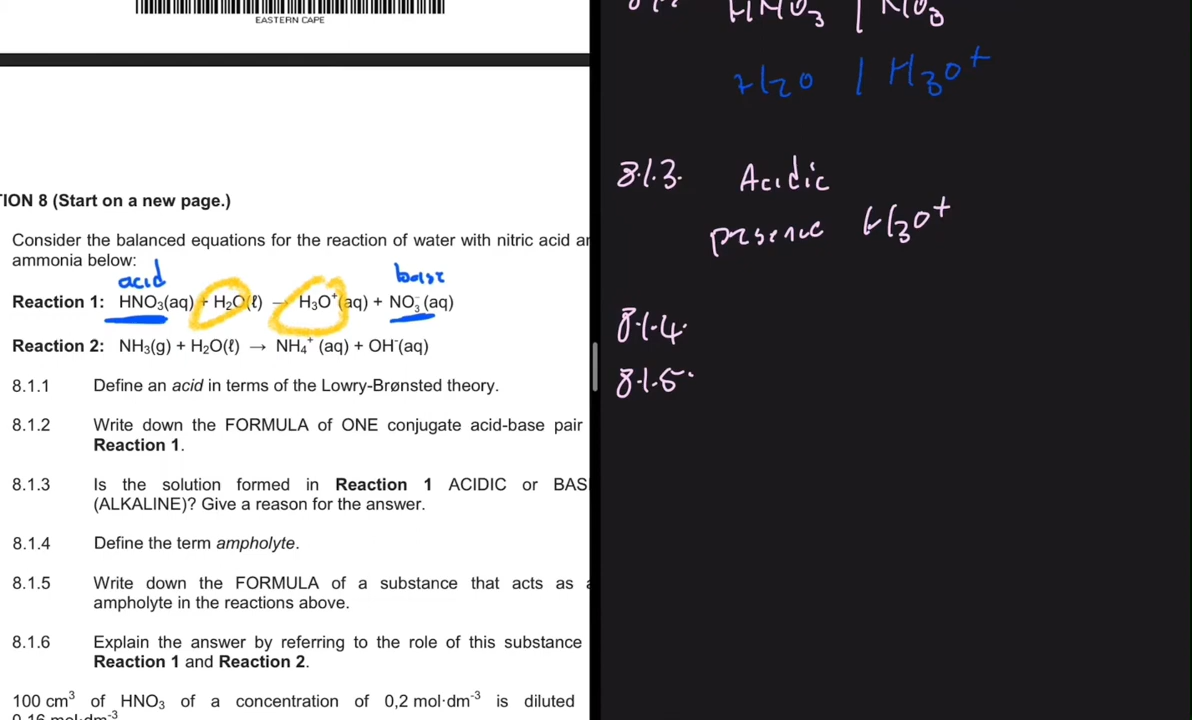 EASTERN CAPE
TION 8 (Start on a new page.)
Consider the balanced equations for the reaction of water with nitric acid
ammonia below:
acid
base
Reaction 1: HNO₃(aq) + H₂O(ℓ) → H₃O⁺(aq) + NO₃⁻(aq)
Reaction 2: NH₃(g) + H₂O(ℓ) → NH₄⁺(aq) + OH⁻(aq)
8.1.1 Define an acid in terms of the Lowry-Brønsted theory.
8.1.2 Write down the FORMULA of ONE conjugate acid-base pair
Reaction 1.
8.1.3 Is the solution formed in Reaction 1 ACIDIC or BAS
(ALKALINE)? Give a reason for the answer.
8.1.4 Define the term ampholyte.
8.1.5 Write down the FORMULA of a substance that acts as
ampholyte in the reactions above.
8.1.6 Explain the answer by referring to the role of this substance
Reaction 1 and Reaction 2.
100 cm³ of HNO₃ of a concentration of 0,2 mol·dm⁻³ is diluted
0,16 mol·dm⁻³
HNO₃ | NO₃
H₂O | H₃O⁺
8.1.3. Acidic
presence H₃O⁺
8.1.4.
8.1.5.